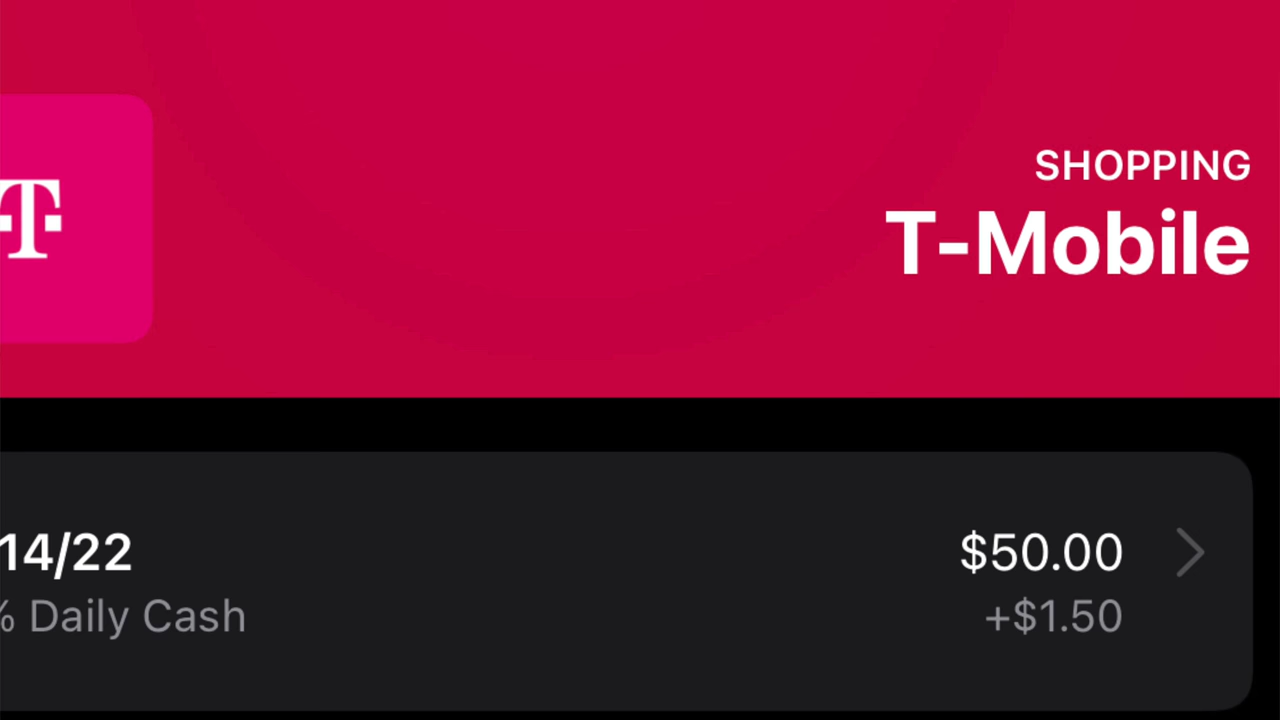 SHOPPING
T-Mobile
T
14/22 $50.00
% Daily Cash +$1.50